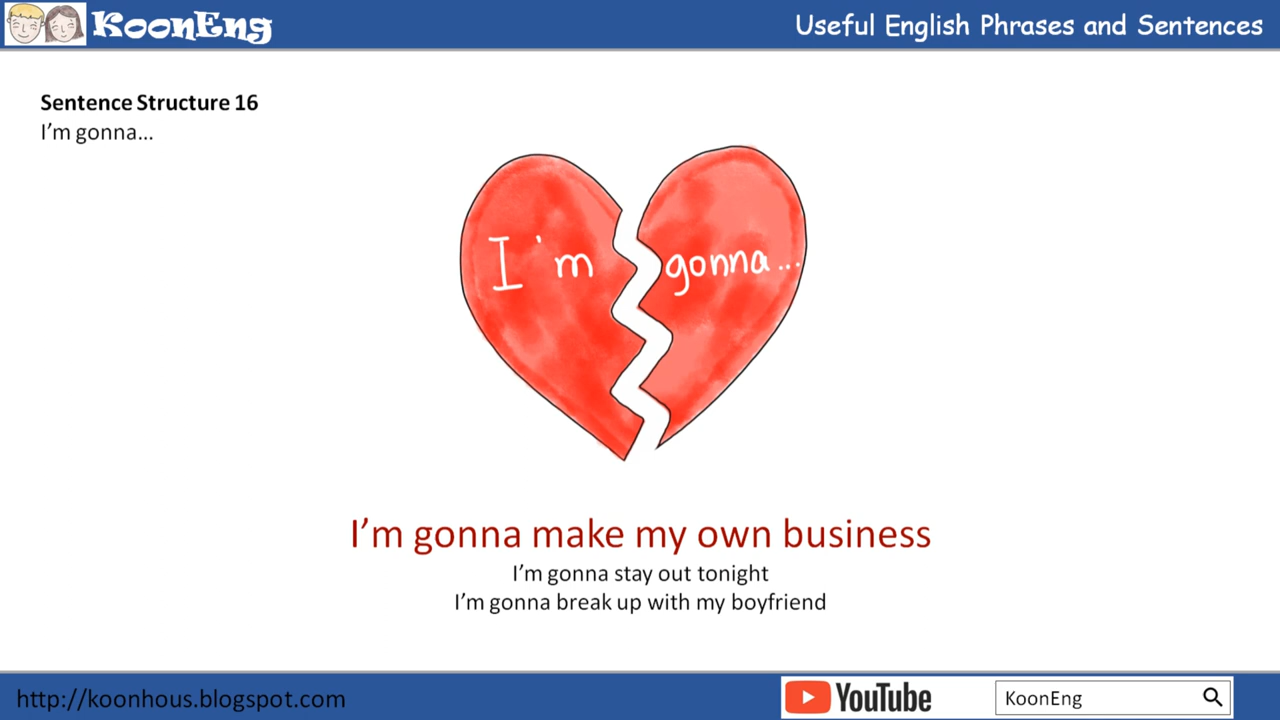 KoonEng
Useful English Phrases and Sentences
Sentence Structure 16
I’m gonna...
I'm gonna...
I’m gonna make my own business
I’m gonna stay out tonight
I’m gonna break up with my boyfriend
http://koonhous.blogspot.com
YouTube
KoonEng